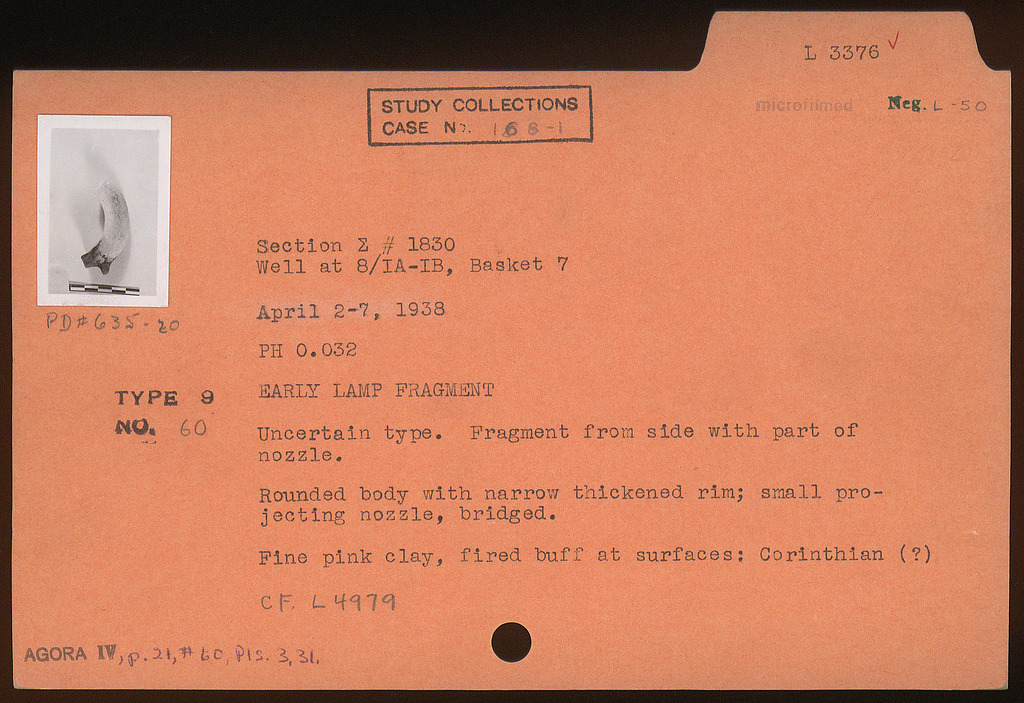 L 3376 ✓
STUDY COLLECTIONS
CASE No. 168-1
microfilmed
Neg. L-50
PD#635-20
Section Σ # 1830
Well at 8/IA-IB, Basket 7
April 2-7, 1938
PH 0.032
TYPE 9
NO. 60
EARLY LAMP FRAGMENT
Uncertain type. Fragment from side with part of
nozzle.
Rounded body with narrow thickened rim; small pro-
jecting nozzle, bridged.
Fine pink clay, fired buff at surfaces: Corinthian (?)
CF. L 4979
AGORA IV, p. 21, #60, Pls. 3, 31.